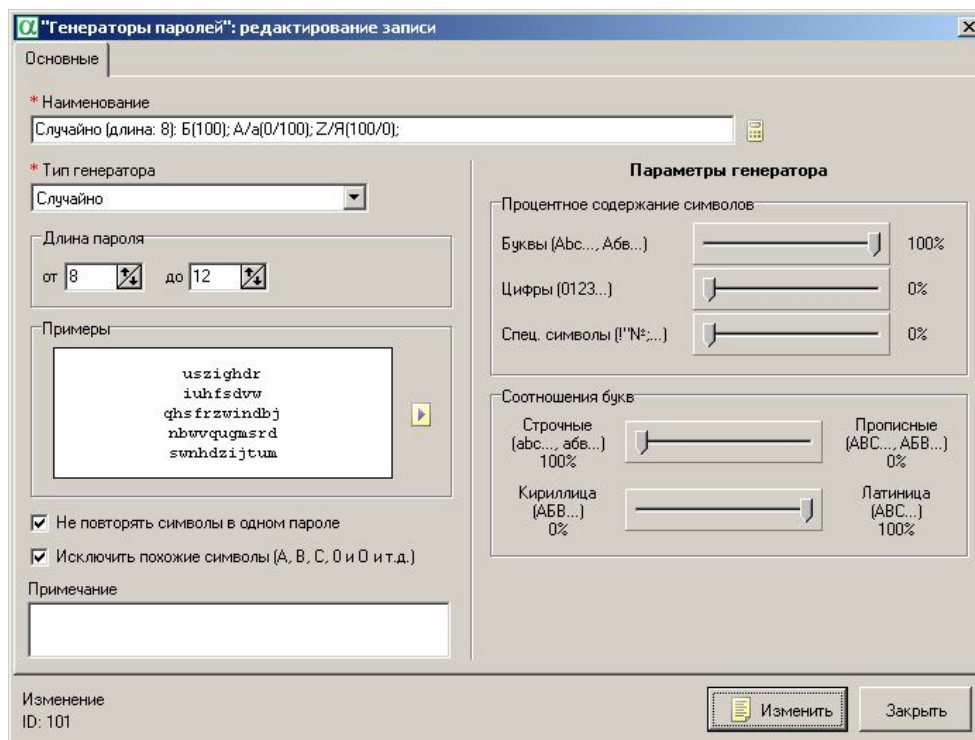 "Генераторы паролей": редактирование записи
Основные
* Наименование
Случайно (длина: 8): Б(100); А/а(0/100); Z/Я(100/0);
* Тип генератора
Случайно
Длина пароля
от 8 до 12
Примеры
uszighdr
iuhfsdvw
qhsfrzwindbj
nbwvqugmsrd
swnhdzijtum
Не повторять символы в одном пароле
Исключить похожие символы (А, В, С, 0 и О и т.д.)
Примечание
Параметры генератора
Процентное содержание символов
Буквы (Abc..., Абв...) 100%
Цифры (0123...) 0%
Спец. символы (!"№;...) 0%
Соотношения букв
Строчные
(abc..., абв...)
100%
Прописные
(ABC..., АБВ...)
0%
Кириллица
(АБВ...)
0%
Латиница
(ABC...)
100%
Изменение
ID: 101
Изменить
Закрыть